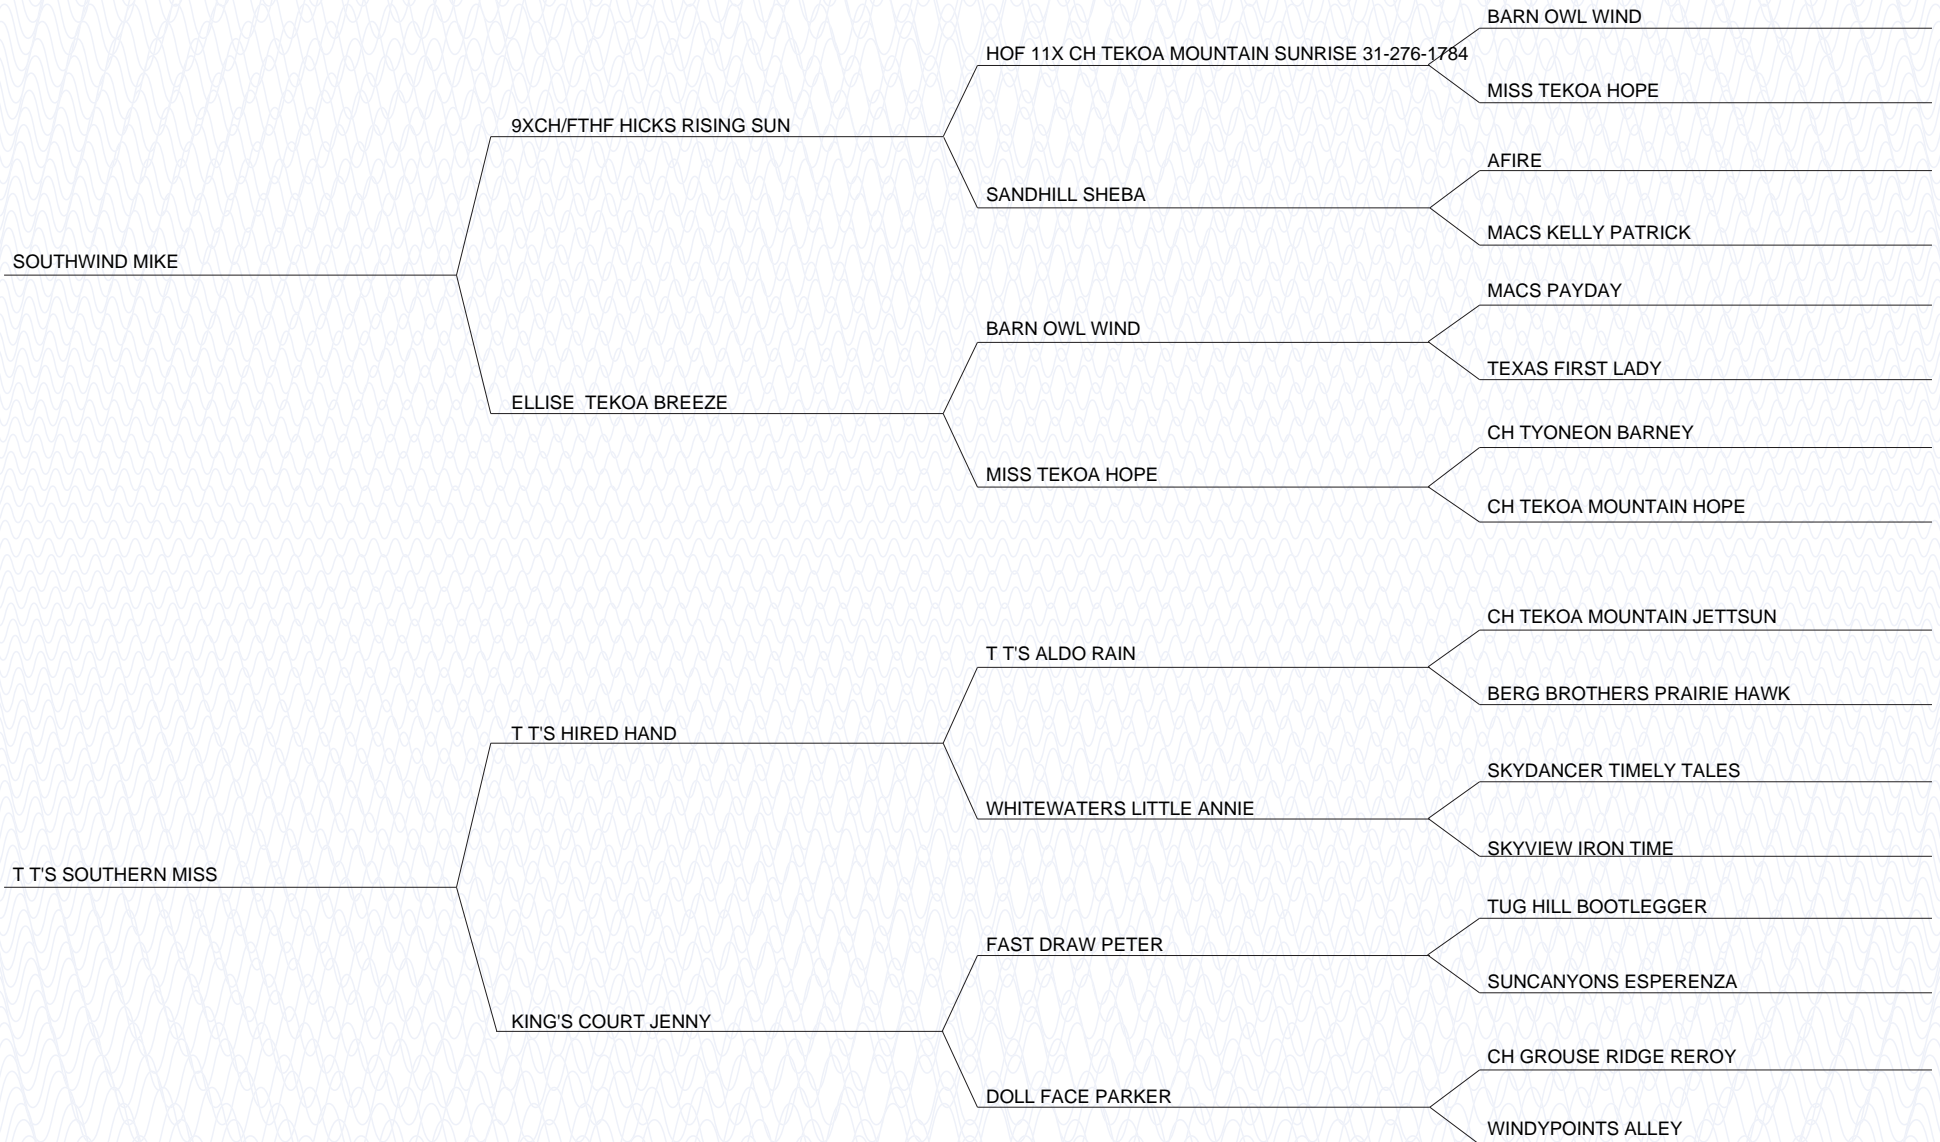 BARN OWL WIND
HOF 11X CH TEKOA MOUNTAIN SUNRISE 31-276-1784
MISS TEKOA HOPE
9XCH/FTHF HICKS RISING SUN
AFIRE
SANDHILL SHEBA
MACS KELLY PATRICK
SOUTHWIND MIKE
MACS PAYDAY
BARN OWL WIND
TEXAS FIRST LADY
ELLISE  TEKOA BREEZE
CH TYONEON BARNEY
MISS TEKOA HOPE
CH TEKOA MOUNTAIN HOPE
CH TEKOA MOUNTAIN JETTSUN
T T'S ALDO RAIN
BERG BROTHERS PRAIRIE HAWK
T T'S HIRED HAND
SKYDANCER TIMELY TALES
WHITEWATERS LITTLE ANNIE
SKYVIEW IRON TIME
T T'S SOUTHERN MISS
TUG HILL BOOTLEGGER
FAST DRAW PETER
SUNCANYONS ESPERENZA
KING'S COURT JENNY
CH GROUSE RIDGE REROY
DOLL FACE PARKER
WINDYPOINTS ALLEY